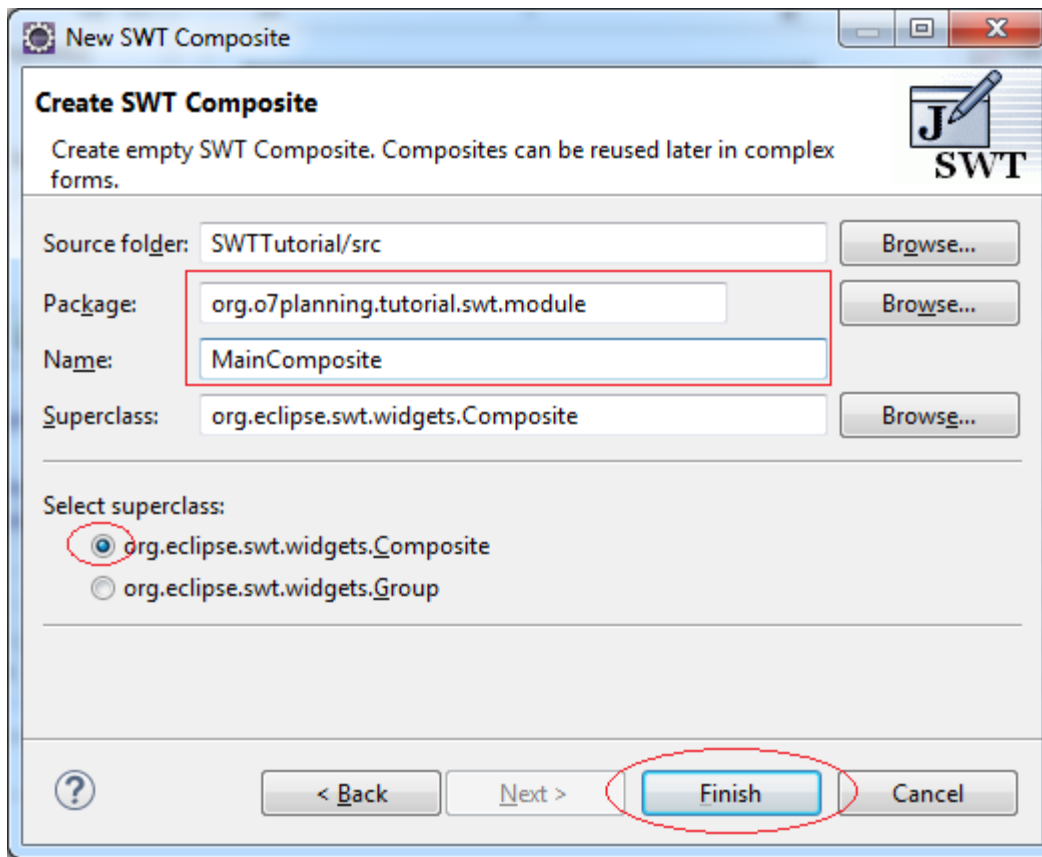 New SWT Composite
Create SWT Composite
Create empty SWT Composite. Composites can be reused later in complex
forms.
J
SWT
Source folder: SWTTutorial/src Browse...
Package: org.o7planning.tutorial.swt.module Browse...
Name: MainComposite
Superclass: org.eclipse.swt.widgets.Composite Browse...
Select superclass:
org.eclipse.swt.widgets.Composite
org.eclipse.swt.widgets.Group
? < Back Next > Finish Cancel